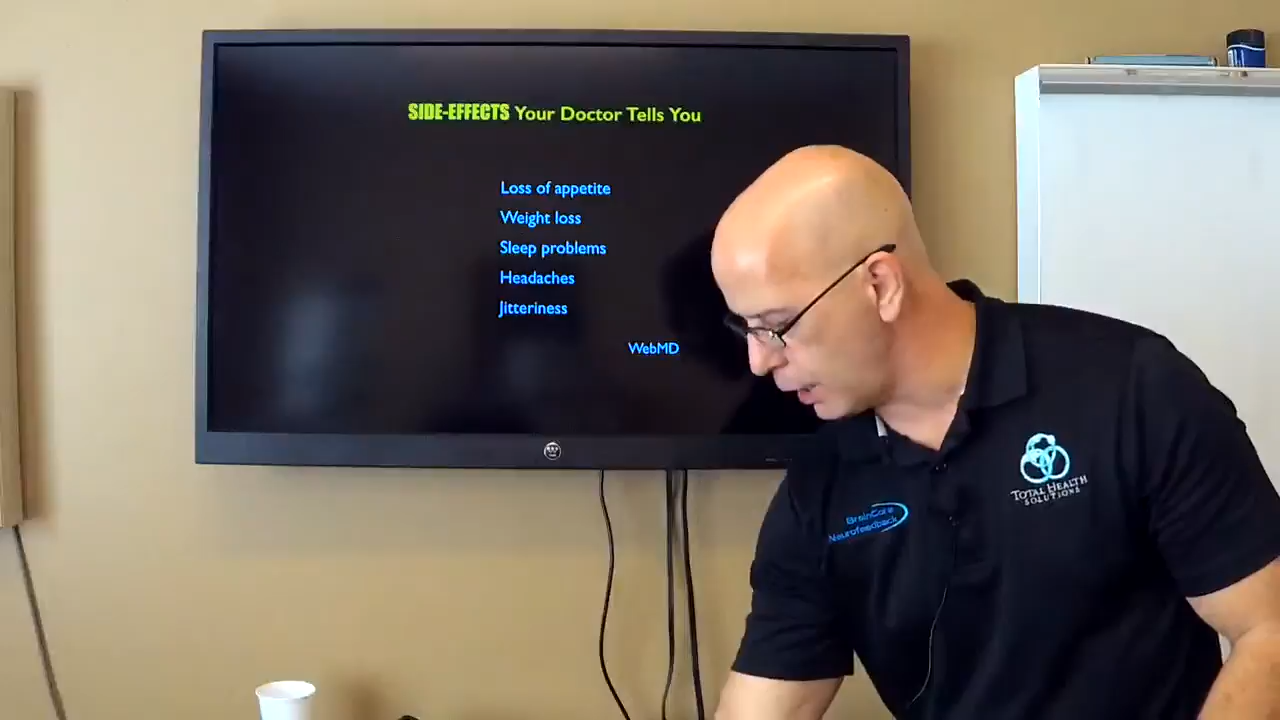 SIDE-EFFECTS Your Doctor Tells You
Loss of appetite
Weight loss
Sleep problems
Headaches
Jitteriness
WebMD
BrainCore
Neurofeedback
TOTAL HEALTH
SOLUTIONS